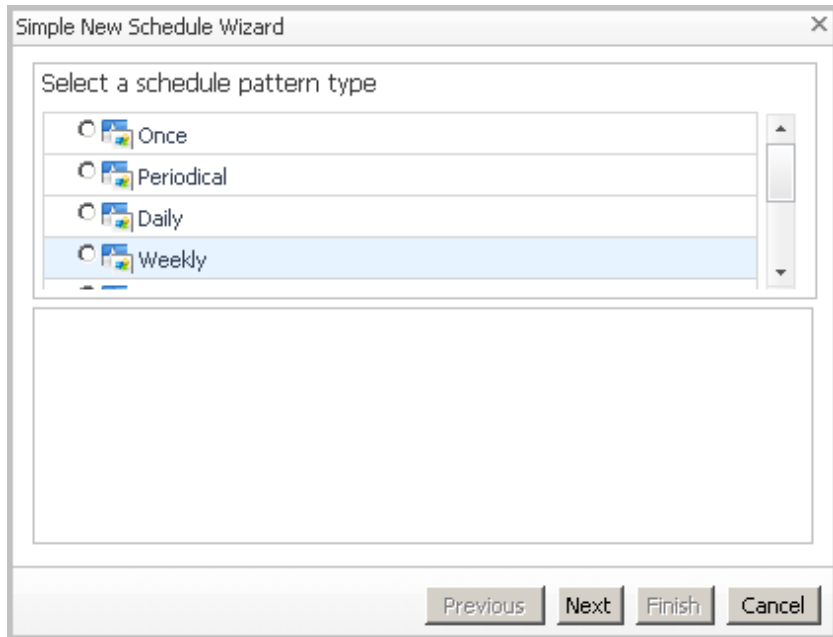 Simple New Schedule Wizard
Select a schedule pattern type
Once
Periodical
Daily
Weekly
Previous Next Finish Cancel